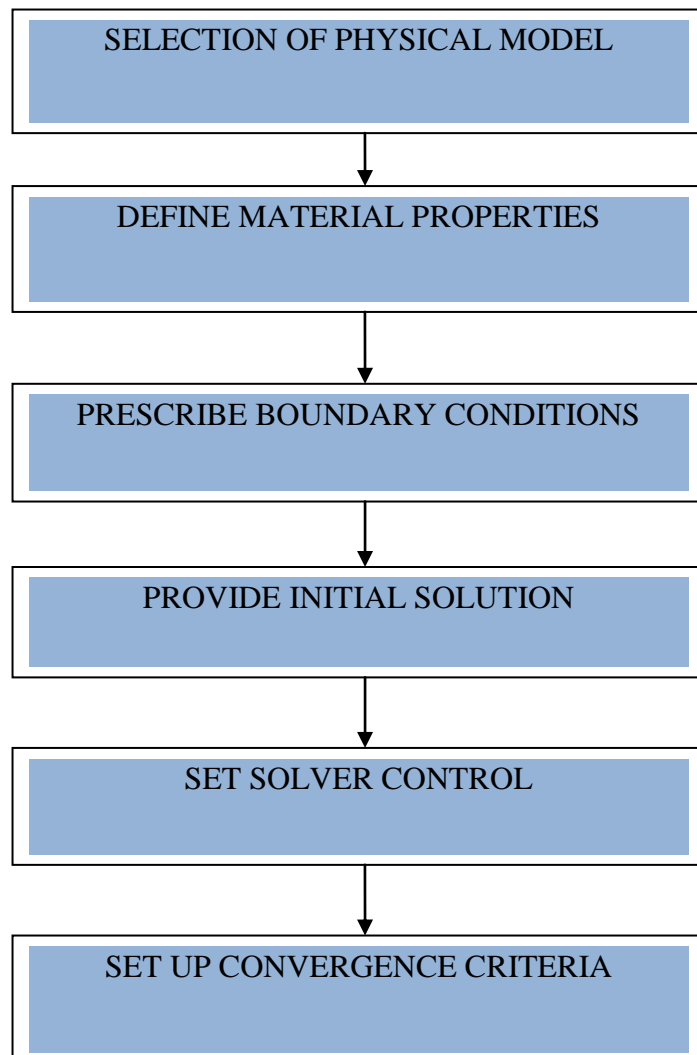 SELECTION OF PHYSICAL MODEL
DEFINE MATERIAL PROPERTIES
PRESCRIBE BOUNDARY CONDITIONS
PROVIDE INITIAL SOLUTION
SET SOLVER CONTROL
SET UP CONVERGENCE CRITERIA